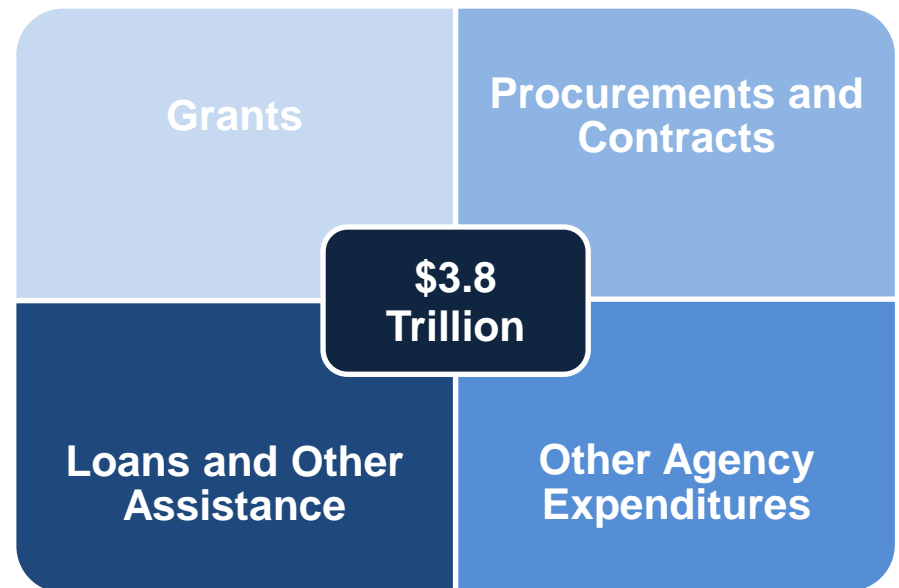 Grants
Procurements and
Contracts
$3.8
Trillion
Loans and Other
Assistance
Other Agency
Expenditures